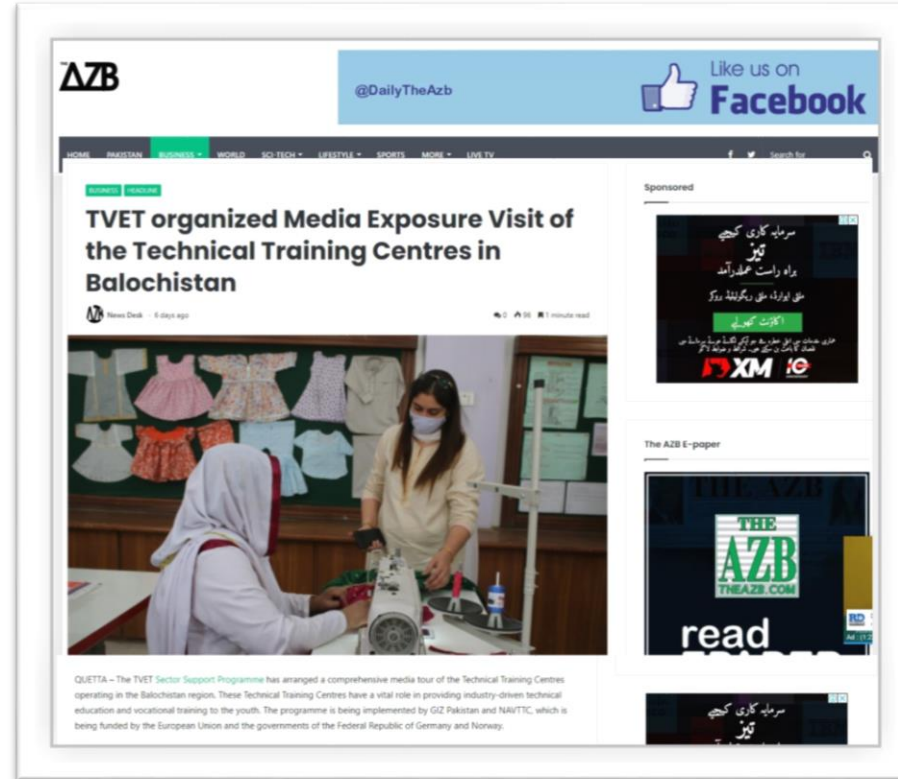 THE AZB
@DailyTheAzb
Like us on
Facebook
HOME PAKISTAN BUSINESS WORLD SCI-TECH LIFESTYLE SPORTS MORE LIVE TV Search for
BUSINESS HEADLINE
TVET organized Media Exposure Visit of
the Technical Training Centres in
Balochistan
News Desk - 6 days ago 0 98 1 minute read
QUETTA – The TVET Sector Support Programme has arranged a comprehensive media tour of the Technical Training Centres
operating in the Balochistan region. These Technical Training Centres have a vital role in providing industry-driven technical
education and vocational training to the youth. The programme is being implemented by GIZ Pakistan and NAVTTC, which is
being funded by the European Union and the governments of the Federal Republic of Germany and Norway.
Sponsored
سرمایہ کاری کیجیے
تیز
براہ راست عملدرآمد
ملٹی ایوارڈ، ملٹی ریگولیٹیڈ بروکر
اکاؤنٹ کھولیے
XM
The AZB E-paper
THE AZB
THE
AZB
THEAZB.COM
read
سرمایہ کاری کیجیے
تیز